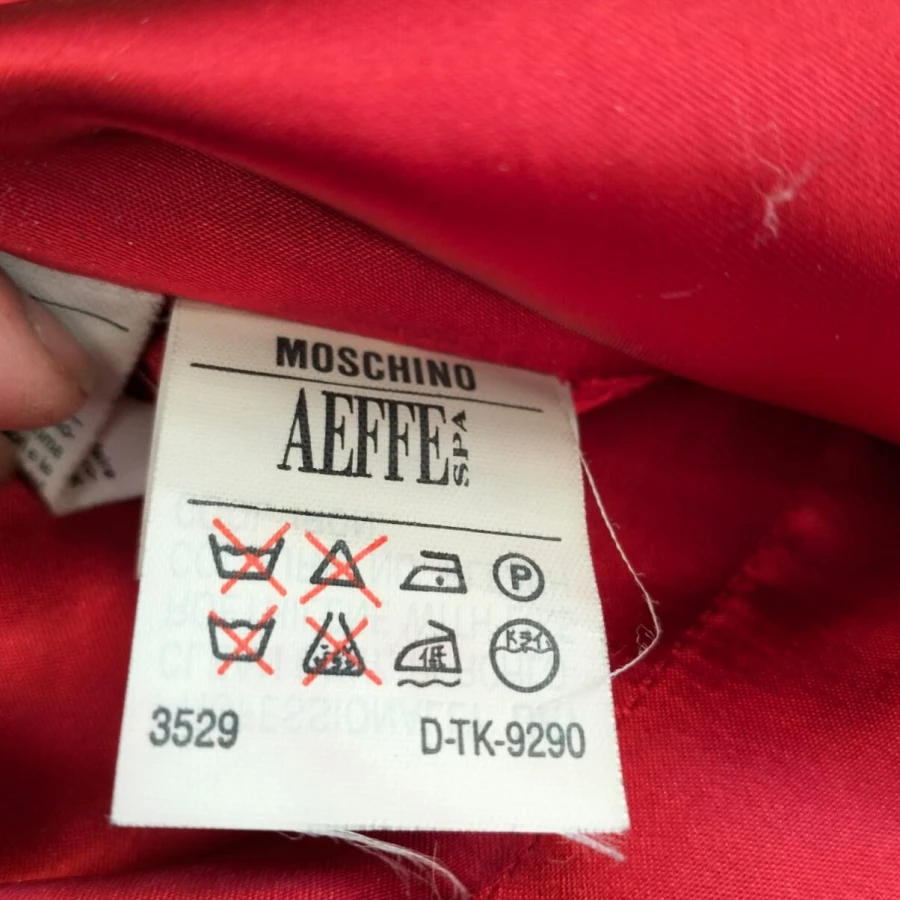 MOSCHINO
AEFFE SPA
P
低 ドライ
3529 D-TK-9290